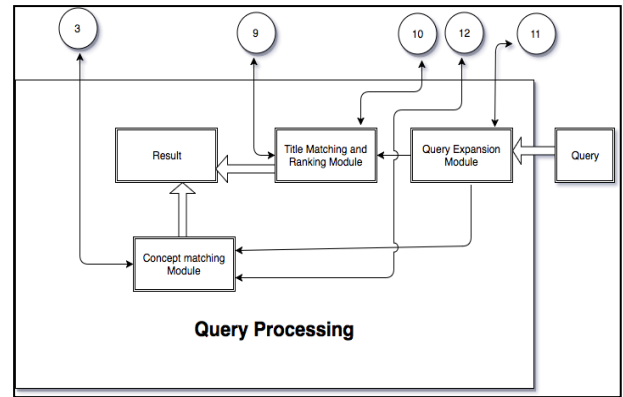 3
9
10
12
11
Result
Title Matching and
Ranking Module
Query Expansion
Module
Query
Concept matching
Module
Query Processing